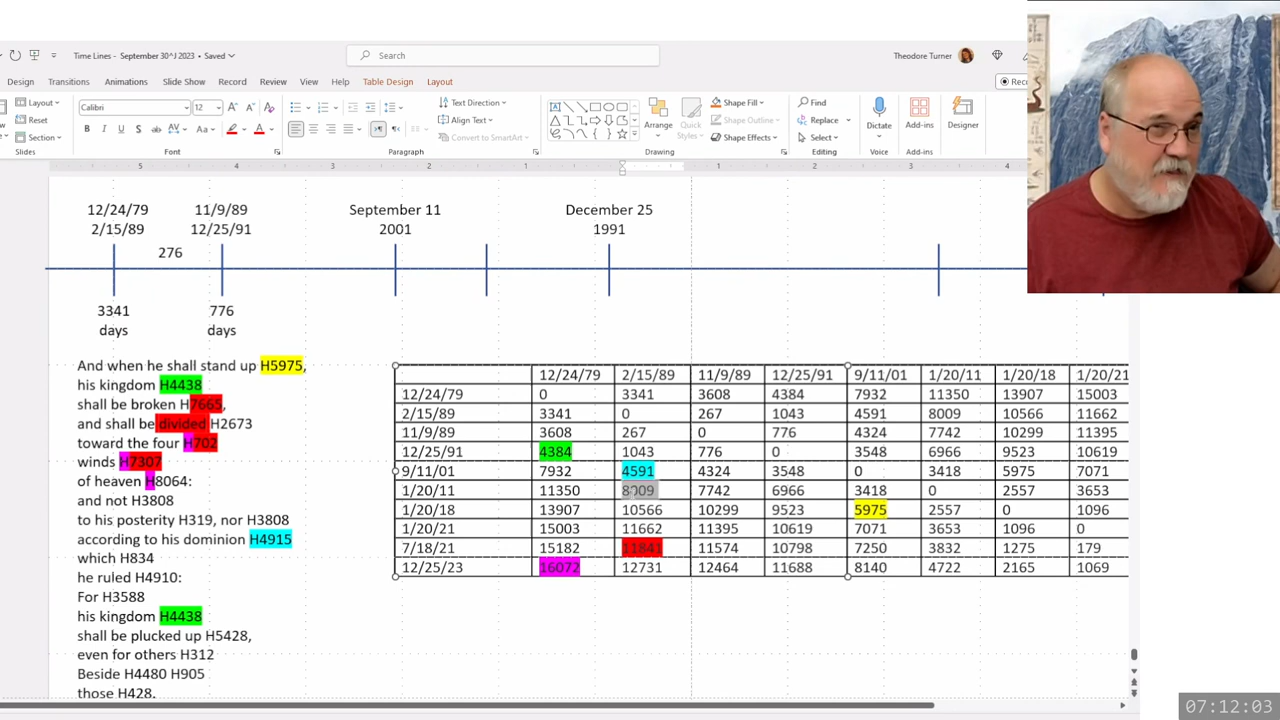 Time Lines - September 30^J 2023 • Saved
Search
Theodore Turner
Design Transitions Animations Slide Show Record Review View Help Table Design Layout
Layout
Reset
Section
Slides
Calibri 12
Font
Paragraph
Text Direction
Align Text
Convert to SmartArt
Arrange
Quick Styles
Shape Fill
Shape Outline
Shape Effects
Drawing
Find
Replace
Select
Editing
Dictate
Voice
Add-ins
Add-ins
Designer
5 4 3 2 1 1 2 3 4
12/24/79 11/9/89 September 11 December 25
2/15/89 12/25/91 2001 1991
276
3341 776
days days
And when he shall stand up H5975,
his kingdom H4438
shall be broken H7665,
and shall be divided H2673
toward the four H702
winds H7307
of heaven H8064:
and not H3808
to his posterity H319, nor H3808
according to his dominion H4915
which H834
he ruled H4910:
For H3588
his kingdom H4438
shall be plucked up H5428,
even for others H312
Beside H4480 H905
those H428.
12/24/79 2/15/89 11/9/89 12/25/91 9/11/01 1/20/11 1/20/18 1/20/21
12/24/79 0 3341 3608 4384 7932 11350 13907 15003
2/15/89 3341 0 267 1043 4591 8009 10566 11662
11/9/89 3608 267 0 776 4324 7742 10299 11395
12/25/91 4384 1043 776 0 3548 6966 9523 10619
9/11/01 7932 4591 4324 3548 0 3418 5975 7071
1/20/11 11350 8009 7742 6966 3418 0 2557 3653
1/20/18 13907 10566 10299 9523 5975 2557 0 1096
1/20/21 15003 11662 11395 10619 7071 3653 1096 0
7/18/21 15182 11841 11574 10798 7250 3832 1275 179
12/25/23 16072 12731 12464 11688 8140 4722 2165 1069
07:12:03